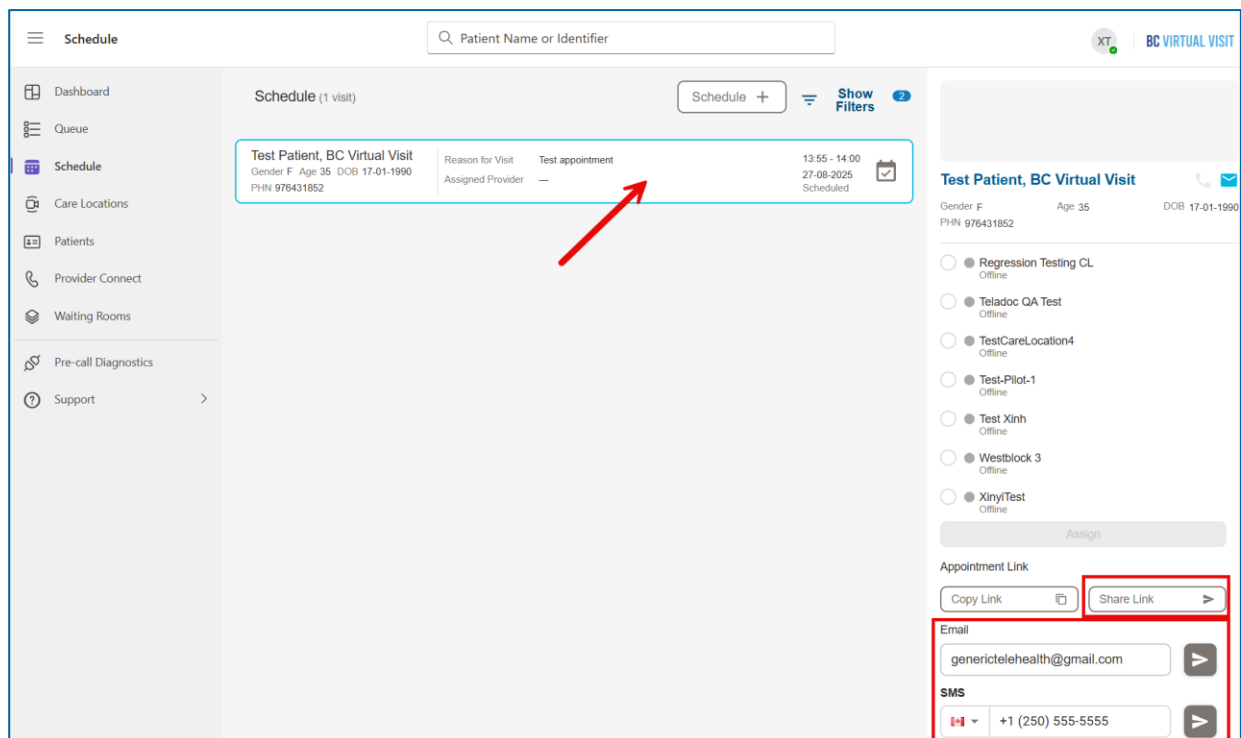 Schedule
Patient Name or Identifier
XT
BC VIRTUAL VISIT
Dashboard
Queue
Schedule
Care Locations
Patients
Provider Connect
Waiting Rooms
Pre-call Diagnostics
Support
Schedule (1 visit)
Schedule +
Show Filters
2
Test Patient, BC Virtual Visit
Gender F Age 35 DOB 17-01-1990
PHN 976431852
Reason for Visit Test appointment
Assigned Provider —
13:55 - 14:00
27-08-2025
Scheduled
Test Patient, BC Virtual Visit
Gender F Age 35 DOB 17-01-1990
PHN 976431852
Regression Testing CL
Offline
Teladoc QA Test
Offline
TestCareLocation4
Offline
Test-Pilot-1
Offline
Test Xinh
Offline
Westblock 3
Offline
XinyiTest
Offline
Assign
Appointment Link
Copy Link
Share Link
Email
generictelehealth@gmail.com
SMS
+1 (250) 555-5555